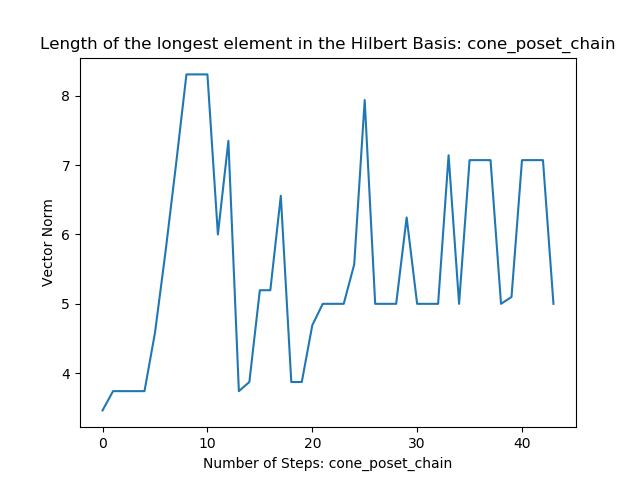 Length of the longest element in the Hilbert Basis: cone_poset_chain
8
7
6
5
4
Vector Norm
0 10 20 30 40
Number of Steps: cone_poset_chain